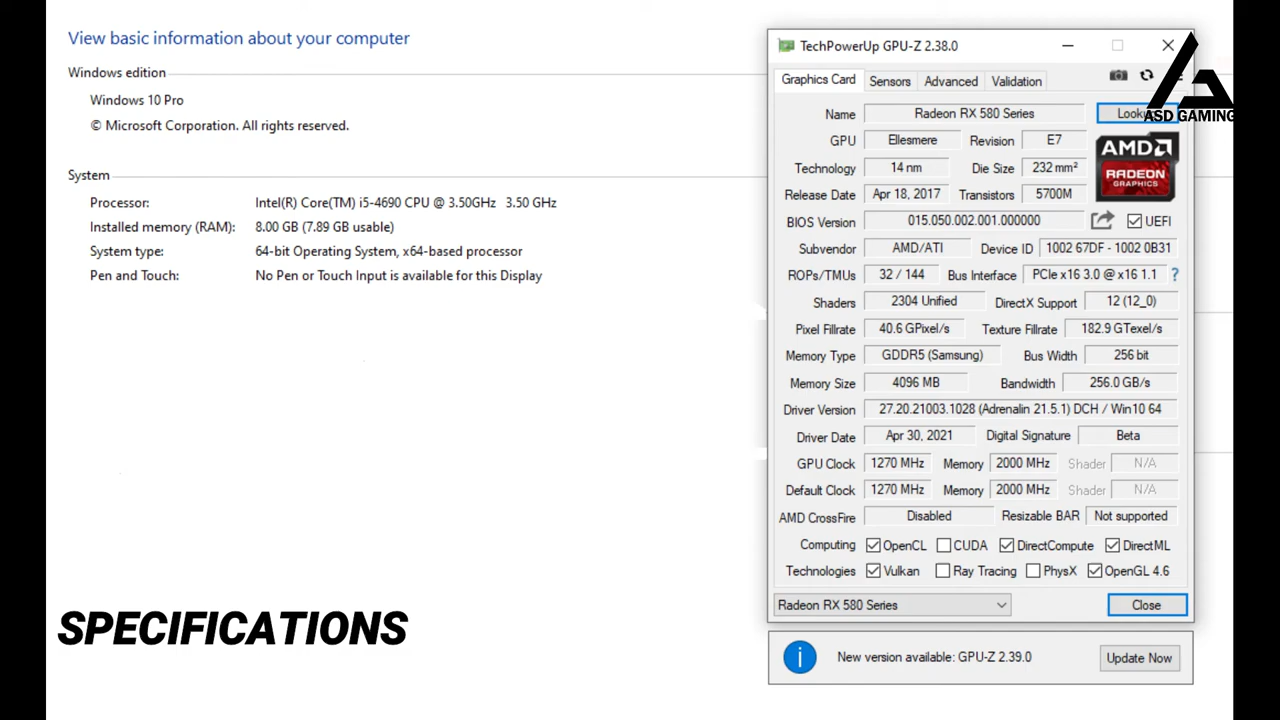 View basic information about your computer
Windows edition
Windows 10 Pro
© Microsoft Corporation. All rights reserved.
System
Processor: Intel(R) Core(TM) i5-4690 CPU @ 3.50GHz 3.50 GHz
Installed memory (RAM): 8.00 GB (7.89 GB usable)
System type: 64-bit Operating System, x64-based processor
Pen and Touch: No Pen or Touch Input is available for this Display
SPECIFICATIONS
TechPowerUp GPU-Z 2.38.0
Graphics Card Sensors Advanced Validation
ASD GAMING
Name Radeon RX 580 Series
GPU Ellesmere Revision E7
AMD
RADEON
GRAPHICS
Technology 14 nm Die Size 232 mm²
Release Date Apr 18, 2017 Transistors 5700M
BIOS Version 015.050.002.001.000000 UEFI
Subvendor AMD/ATI Device ID 1002 67DF - 1002 0B31
ROPs/TMUs 32 / 144 Bus Interface PCIe x16 3.0 @ x16 1.1 ?
Shaders 2304 Unified DirectX Support 12 (12_0)
Pixel Fillrate 40.6 GPixel/s Texture Fillrate 182.9 GTexel/s
Memory Type GDDR5 (Samsung) Bus Width 256 bit
Memory Size 4096 MB Bandwidth 256.0 GB/s
Driver Version 27.20.21003.1028 (Adrenalin 21.5.1) DCH / Win10 64
Driver Date Apr 30, 2021 Digital Signature Beta
GPU Clock 1270 MHz Memory 2000 MHz Shader N/A
Default Clock 1270 MHz Memory 2000 MHz Shader N/A
AMD CrossFire Disabled Resizable BAR Not supported
Computing OpenCL CUDA DirectCompute DirectML
Technologies Vulkan Ray Tracing PhysX OpenGL 4.6
Radeon RX 580 Series Close
New version available: GPU-Z 2.39.0 Update Now